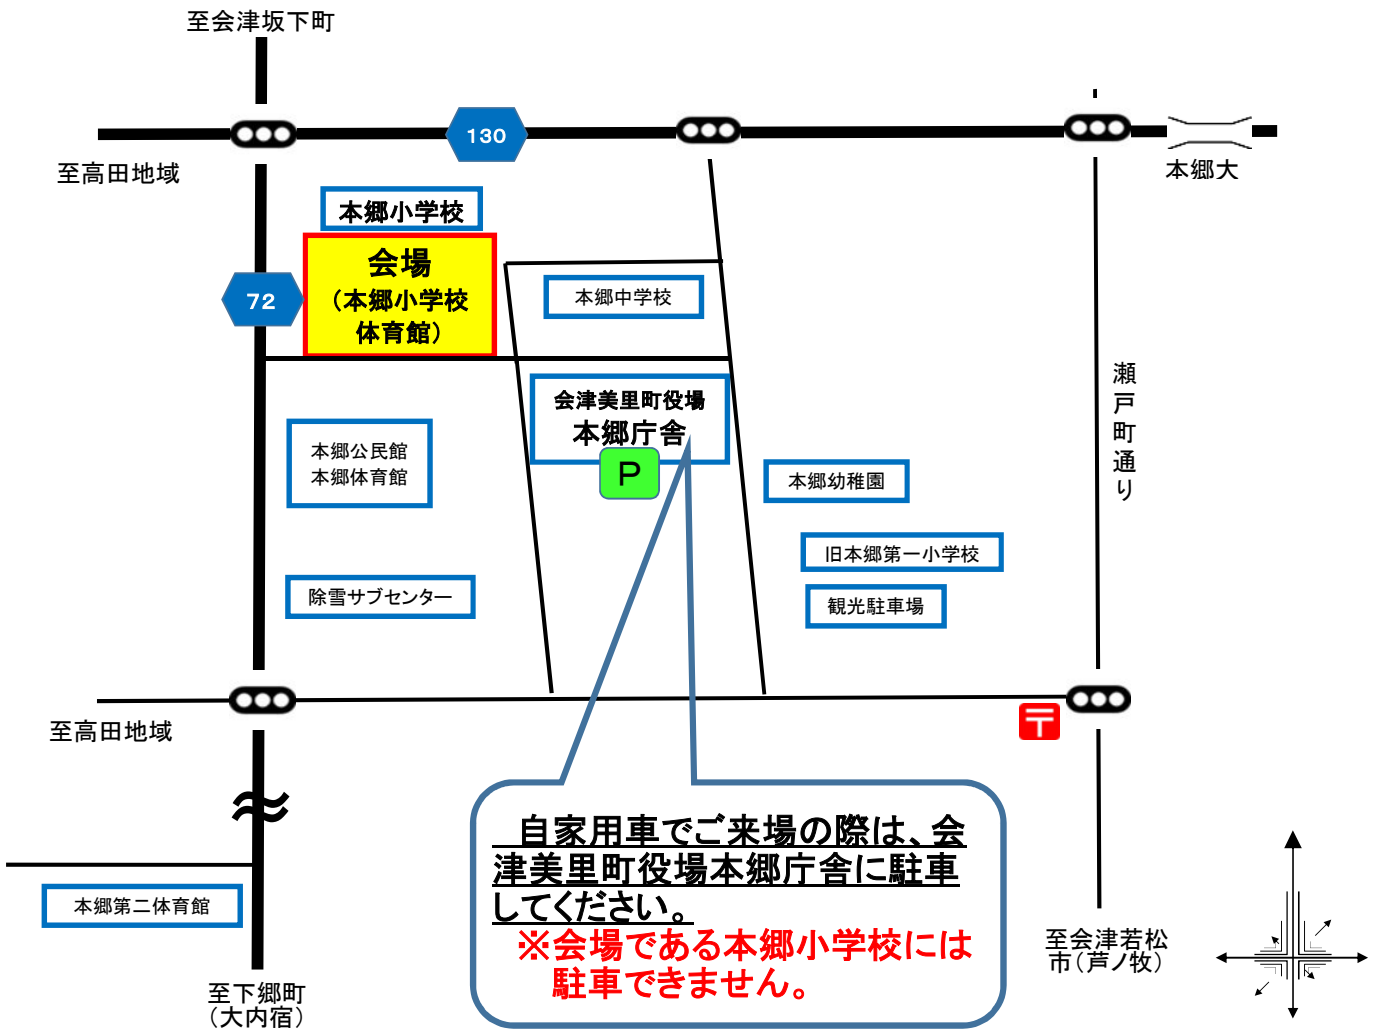 至会津坂下町
130
至高田地域
本郷大
本郷小学校
会場
（本郷小学校
体育館）
72
本郷中学校
瀬戸町通り
会津美里町役場
本郷庁舎
P
本郷公民館
本郷体育館
本郷幼稚園
旧本郷第一小学校
除雪サブセンター
観光駐車場
至高田地域
〒
自家用車でご来場の際は、会
津美里町役場本郷庁舎に駐車
してください。
※会場である本郷小学校には
駐車できません。
本郷第二体育館
至会津若松
市（芦ノ牧）
至下郷町
（大内宿）